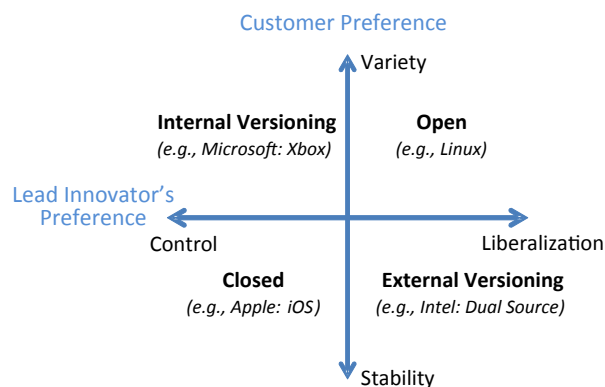 Customer Preference
Variety
Internal Versioning
(e.g., Microsoft: Xbox)
Open
(e.g., Linux)
Lead Innovator’s
Preference
Control
Liberalization
Closed
(e.g., Apple: iOS)
External Versioning
(e.g., Intel: Dual Source)
Stability